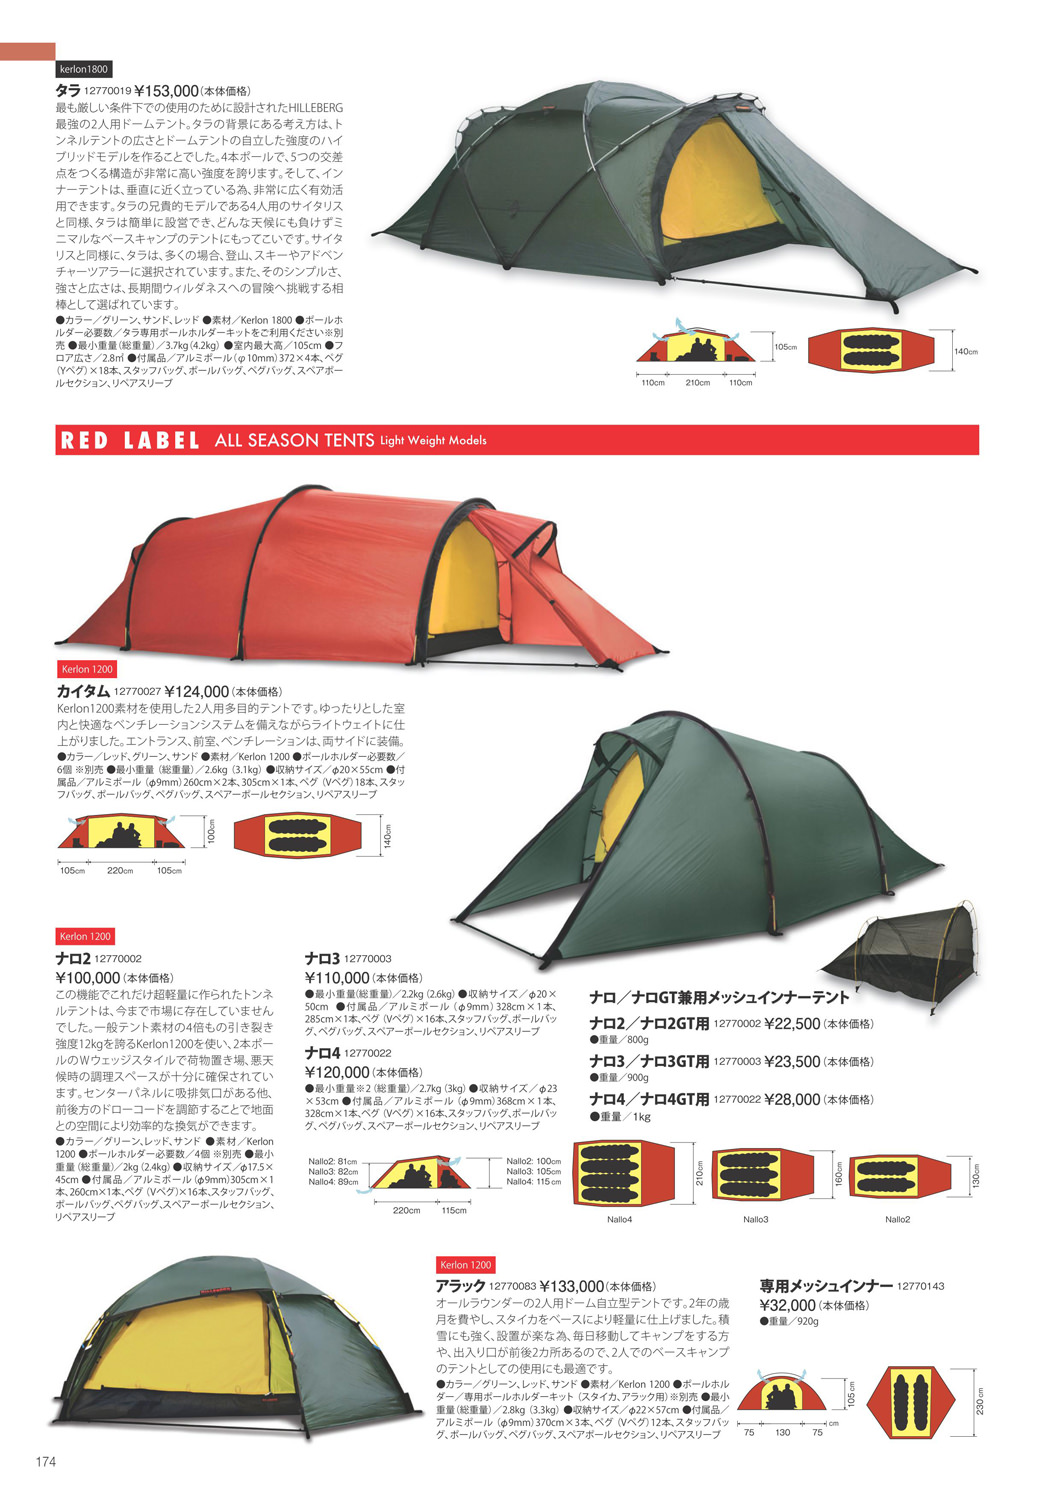 kerlon1800
タラ 12770019 ¥153,000(本体価格)
最も厳しい条件下での使用のために設計されたHILLEBERG
最強の2人用ドームテント。タラの背景にある考え方は、ト
ンネルテントの広さとドームテントの自立した強度のハイ
ブリッドモデルを作ることでした。4本ポールで、5つの交差
点をつくる構造が非常に高い強度を誇ります。そして、イン
ナーテントは、垂直に近く立っている為、非常に広く有効活
用できます。タラの兄貴的モデルである4人用のサイタリス
と同様、タラは簡単に設営でき、どんな天候にも負けずミ
ニマルなベースキャンプのテントにもってこいです。サイタ
リスと同様に、タラは、多くの場合、登山、スキーやアドベン
チャーツアラーに選択されています。また、そのシンプルさ、
強さと広さは、長期間ウィルダネスへの冒険へ挑戦する相
棒として選ばれています。
●カラー／グリーン、サンド、レッド ●素材／Kerlon 1800 ●ポールホ
ルダー必要数／タラ専用ポールホルダーキットをご利用ください※別
売 ●最小重量(総重量)／3.7kg(4.2kg) ●室内最大高／105cm ●フ
ロア広さ／2.8㎡ ●付属品／アルミポール(φ10mm)372×4本、ペグ
(Yペグ)×18本、スタッフバッグ、ポールバッグ、ペグバッグ、スペアポー
ルセクション、リペアスリーブ
105cm
140cm
110cm 210cm 110cm
RED LABEL ALL SEASON TENTS Light Weight Models
Kerlon 1200
カイタム 12770027 ¥124,000(本体価格)
Kerlon1200素材を使用した2人用多目的テントです。ゆったりとした室
内と快適なベンチレーションシステムを備えながらライトウェイトに仕
上がりました。エントランス、前室、ベンチレーションは、両サイドに装備。
●カラー／レッド、グリーン、サンド ●素材／Kerlon 1200 ●ポールホルダー必要数／
6個 ※別売 ●最小重量 (総重量)／2.6kg (3.1kg) ●収納サイズ／φ20×55cm ●付
属品／アルミポール (φ9mm)260cm×2本、305cm×1本、ペグ (Vペグ)18本、スタッ
フバッグ、ポールバッグ、ペグバッグ、スペアーポールセクション、リペアスリーブ
100cm
140cm
105cm 220cm 105cm
Kerlon 1200
ナロ2 12770002
¥100,000(本体価格)
この機能でこれだけ超軽量に作られたトンネ
ルテントは、今まで市場に存在していません
でした。一般テント素材の4倍もの引き裂き
強度12kgを誇るKerlon1200を使い、2本ポー
ルのWウェッジスタイルで荷物置き場、悪天
候時の調理スペースが十分に確保されてい
ます。センターパネルに吸排気口がある他、
前後方のドローコードを調節することで地面
との空間により効率的な換気ができます。
●カラー／グリーン、レッド、サンド ●素材／Kerlon
1200 ●ポールホルダー必要数／4個 ※別売 ●最小
重量 (総重量)／2kg (2.4kg) ●収納サイズ／φ17.5×
45cm ●付属品／アルミポール (φ9mm)305cm×1
本、260cm×1本、ペグ (Vペグ)×16本、スタッフバッグ、
ポールバッグ、ペグバッグ、スペアーポールセクション、
リペアスリーブ
ナロ3 12770003
¥110,000(本体価格)
●最小重量(総重量)／2.2kg (2.6kg) ●収納サイズ／φ20×
50cm ●付属品／アルミポール (φ9mm) 328cm×1本、
285cm×1本、ペグ (Vペグ)×16本、スタッフバッグ、ポールバッ
グ、ペグバッグ、スペアーポールセクション、リペアスリーブ
ナロ4 12770022
¥120,000(本体価格)
●最小重量※2 (総重量)／2.7kg (3kg) ●収納サイズ／φ23
×53cm ●付属品／アルミポール (φ9mm)368cm×1本、
328cm×1本、ペグ (Vペグ)×16本、スタッフバッグ、ポールバッ
グ、ペグバッグ、スペアーポールセクション、リペアスリーブ
ナロ／ナロGT兼用メッシュインナーテント
ナロ2／ナロ2GT用 12770002 ¥22,500(本体価格)
●重量／800g
ナロ3／ナロ3GT用 12770003 ¥23,500(本体価格)
●重量／900g
ナロ4／ナロ4GT用 12770022 ¥28,000(本体価格)
●重量／1kg
Nallo2: 81cm
Nallo3: 82cm
Nallo4: 89cm
Nallo2: 100cm
Nallo3: 105cm
Nallo4: 115cm
220cm 115cm
210cm
160cm
130cm
Nallo4 Nallo3 Nallo2
Kerlon 1200
アラック 12770083 ¥133,000(本体価格)
オールラウンダーの2人用ドーム自立型テントです。2年の歳
月を費やし、スタイカをベースにより軽量に仕上げました。積
雪にも強く、設置が楽な為、毎日移動してキャンプをする方
や、出入り口が前後2カ所あるので、2人でのベースキャンプ
のテントとしての使用にも最適です。
●カラー／グリーン、レッド、サンド ●素材／Kerlon 1200 ●ポールホル
ダー／専用ポールホルダーキット (スタイカ、アラック用)※別売 ●最小
重量(総重量)／2.8kg (3.3kg) ●収納サイズ／φ22×57cm ●付属品／
アルミポール (φ9mm)370cm×3本、ペグ (Vペグ)12本、スタッフバッ
グ、ポールバッグ、ペグバッグ、スペアーポールセクション、リペアスリーブ
専用メッシュインナー 12770143
¥32,000(本体価格)
●重量／920g
105 cm
230 cm
75 130 75 cm
174